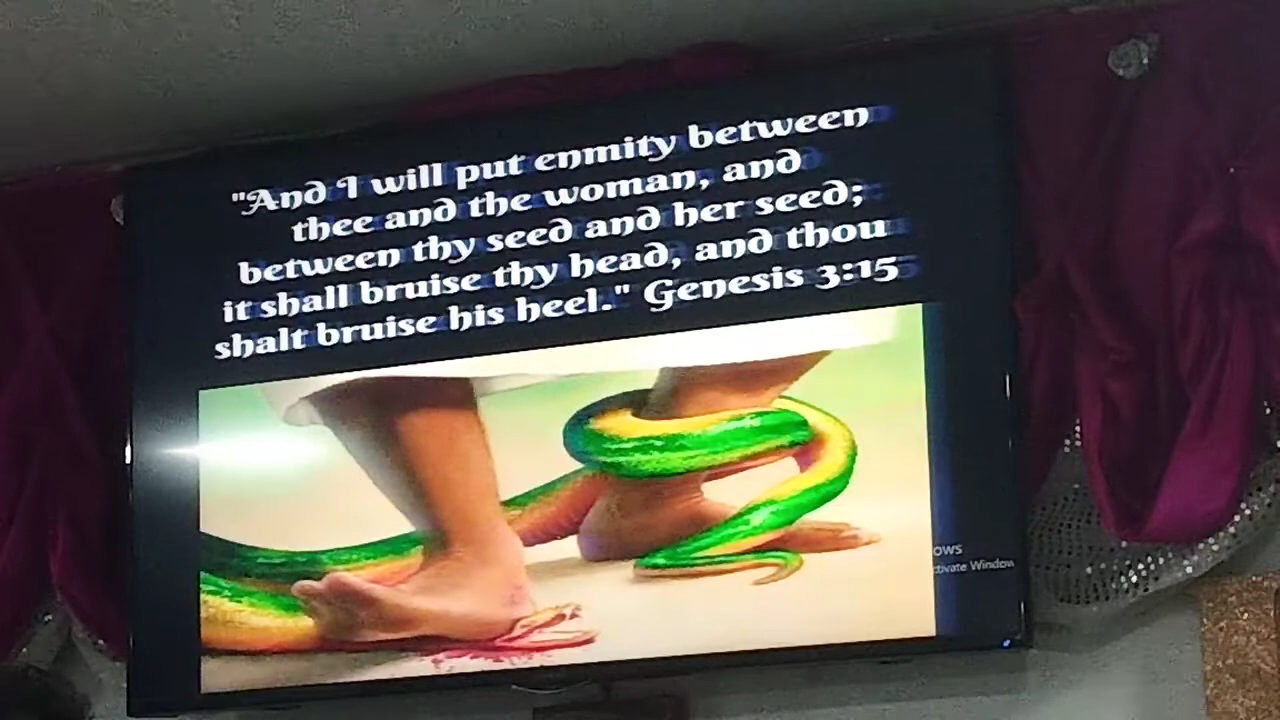 "And I will put enmity between
thee and the woman, and
between thy seed and her seed;
it shall bruise thy head, and thou
shalt bruise his heel." Genesis 3:15
ows
ctivate Window